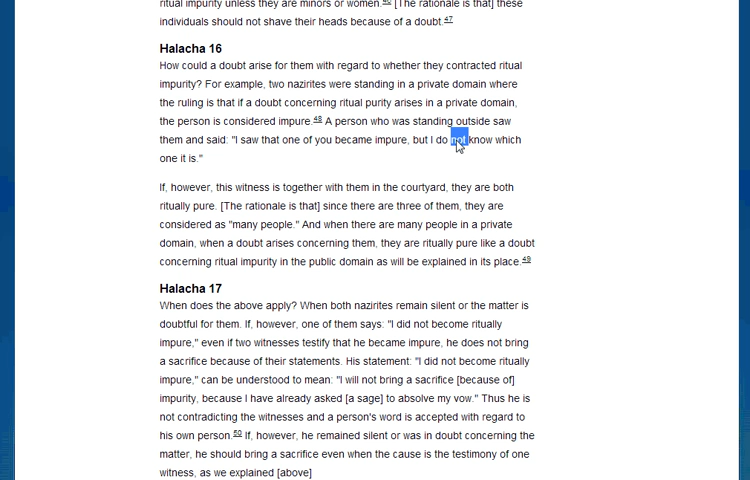 ritual impurity unless they are minors or women.46 [The rationale is that] these
individuals should not shave their heads because of a doubt.47
Halacha 16
How could a doubt arise for them with regard to whether they contracted ritual
impurity? For example, two nazirites were standing in a private domain where
the ruling is that if a doubt concerning ritual purity arises in a private domain,
the person is considered impure.48 A person who was standing outside saw
them and said: "I saw that one of you became impure, but I do not know which
one it is."
If, however, this witness is together with them in the courtyard, they are both
ritually pure. [The rationale is that] since there are three of them, they are
considered as "many people." And when there are many people in a private
domain, when a doubt arises concerning them, they are ritually pure like a doubt
concerning ritual impurity in the public domain as will be explained in its place.49
Halacha 17
When does the above apply? When both nazirites remain silent or the matter is
doubtful for them. If, however, one of them says: "I did not become ritually
impure," even if two witnesses testify that he became impure, he does not bring
a sacrifice because of their statements. His statement: "I did not become ritually
impure," can be understood to mean: "I will not bring a sacrifice [because of]
impurity, because I have already asked [a sage] to absolve my vow." Thus he is
not contradicting the witnesses and a person's word is accepted with regard to
his own person.50 If, however, he remained silent or was in doubt concerning the
matter, he should bring a sacrifice even when the cause is the testimony of one
witness, as we explained [above]